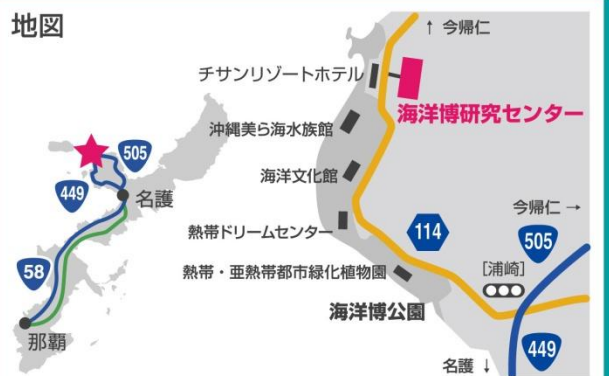 地図
↑ 今帰仁
チサンリゾートホテル
海洋博研究センター
沖縄美ら海水族館
505
449
名護
海洋文化館
今帰仁 →
熱帯ドリームセンター
114
505
58
熱帯・亜熱帯都市緑化植物園
[浦崎]
海洋博公園
那覇
449
名護 ↓